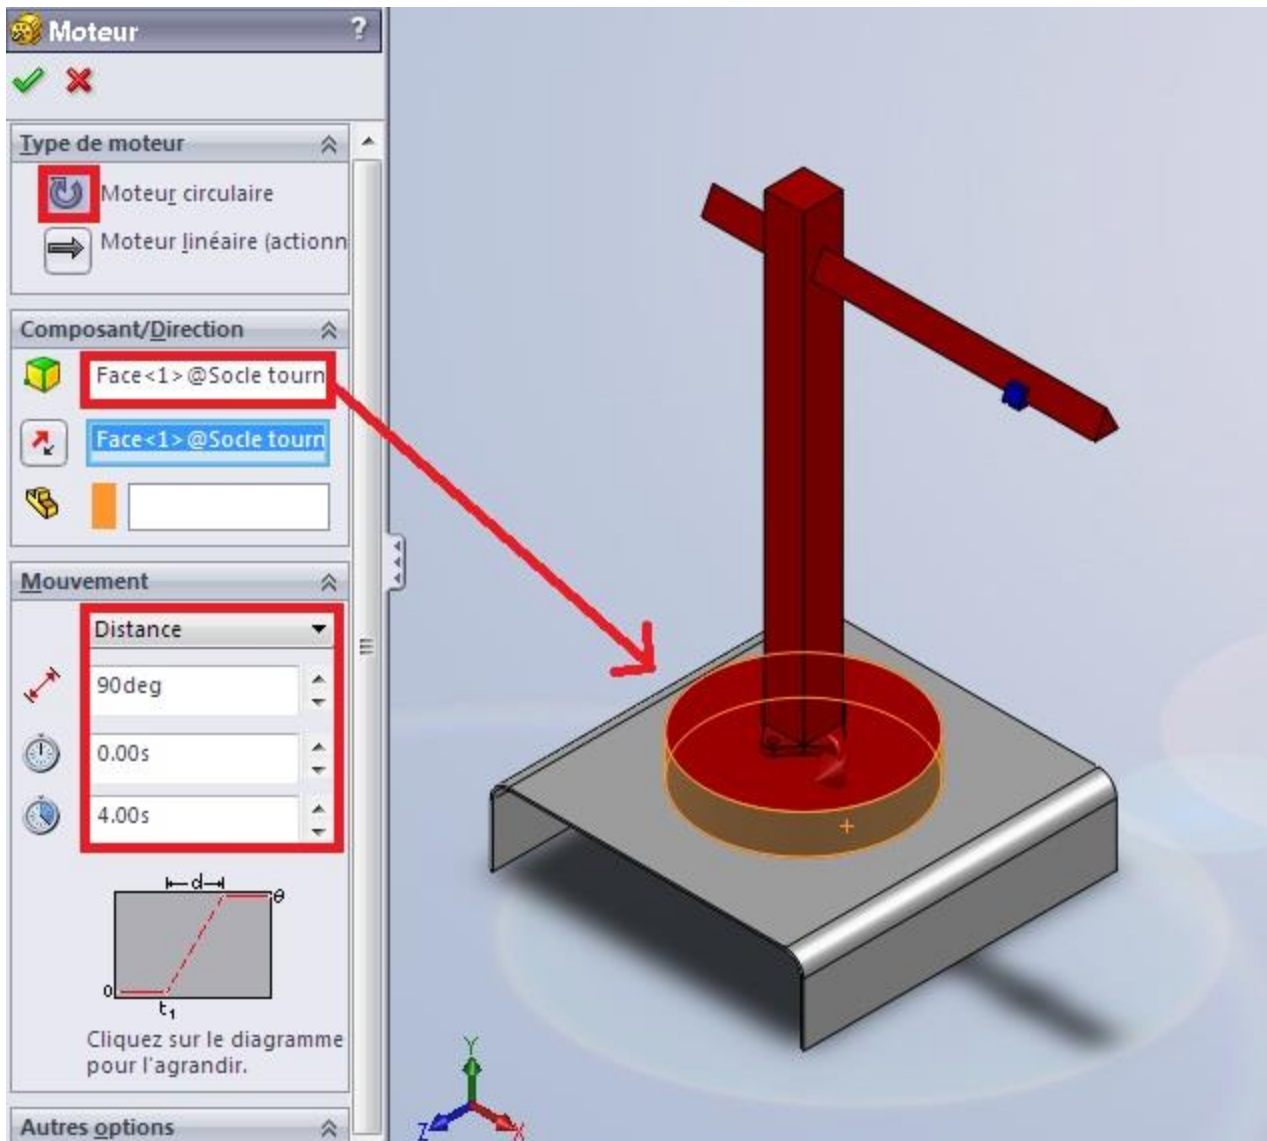 Moteur ?
Type de moteur
Moteur circulaire
Moteur linéaire (actionn
Composant/Direction
Face<1>@Socle tourn
Face<1>@Socle tourn
Mouvement
Distance
90deg
0.00s
4.00s
d
θ
0
t₁
Cliquez sur le diagramme
pour l'agrandir.
Autres options
Y
Z
X